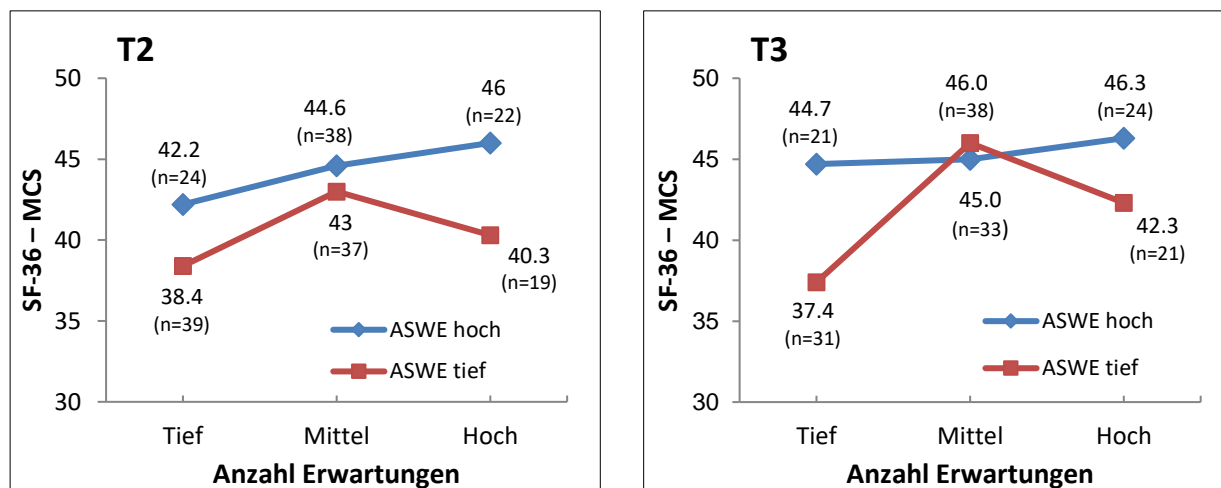 T2
50
45
40
35
30
SF-36 – MCS
42.2
(n=24)
44.6
(n=38)
46
(n=22)
38.4
(n=39)
43
(n=37)
40.3
(n=19)
ASWE hoch
ASWE tief
Tief Mittel Hoch
Anzahl Erwartungen
T3
50
45
40
35
30
SF-36 – MCS
44.7
(n=21)
46.0
(n=38)
46.3
(n=24)
37.4
(n=31)
45.0
(n=33)
42.3
(n=21)
ASWE hoch
ASWE tief
Tief Mittel Hoch
Anzahl Erwartungen